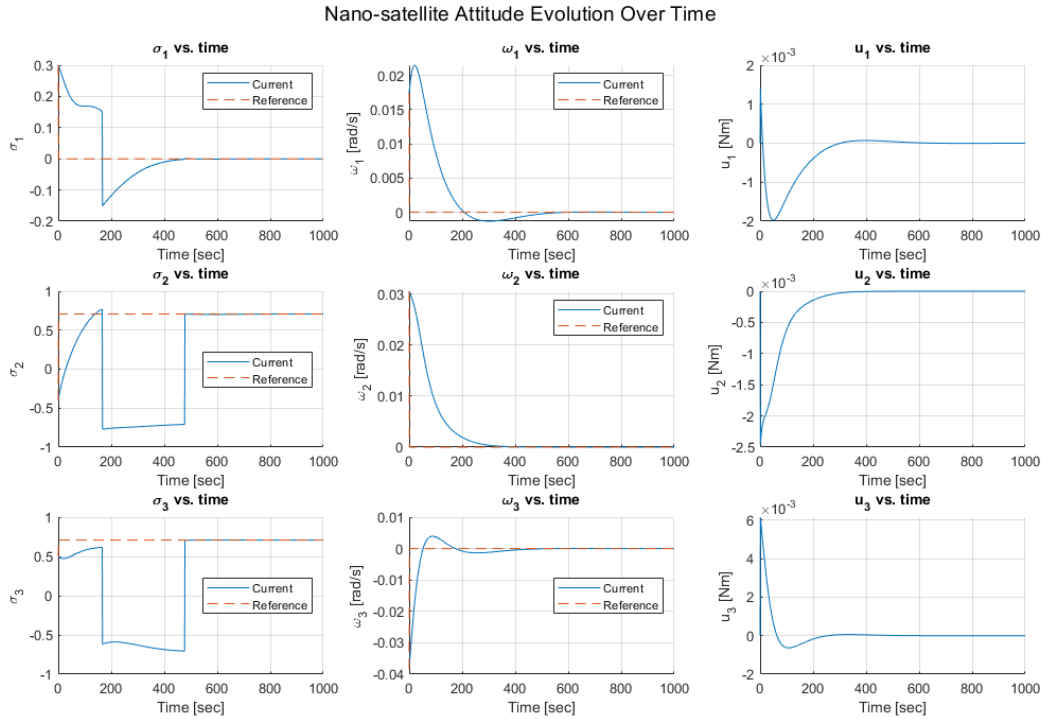 Nano-satellite Attitude Evolution Over Time
σ₁ vs. time
0.3
0.2
0.1
0
-0.1
-0.2
σ₁
Current
Reference
0 200 400 600 800 1000
Time [sec]
ω₁ vs. time
0.02
0.015
0.01
0.005
0
ω₁ [rad/s]
Current
Reference
0 200 400 600 800 1000
Time [sec]
u₁ vs. time
×10⁻³
2
1
0
-1
-2
u₁ [Nm]
0 200 400 600 800 1000
Time [sec]
σ₂ vs. time
1
0.5
0
-0.5
-1
σ₂
Current
Reference
0 200 400 600 800 1000
Time [sec]
ω₂ vs. time
0.03
0.02
0.01
0
ω₂ [rad/s]
Current
Reference
0 200 400 600 800 1000
Time [sec]
u₂ vs. time
×10⁻³
0
-0.5
-1
-1.5
-2
-2.5
u₂ [Nm]
0 200 400 600 800 1000
Time [sec]
σ₃ vs. time
1
0.5
0
-0.5
-1
σ₃
Current
Reference
0 200 400 600 800 1000
Time [sec]
ω₃ vs. time
0.01
0
-0.01
-0.02
-0.03
-0.04
ω₃ [rad/s]
Current
Reference
0 200 400 600 800 1000
Time [sec]
u₃ vs. time
×10⁻³
6
4
2
0
u₃ [Nm]
0 200 400 600 800 1000
Time [sec]